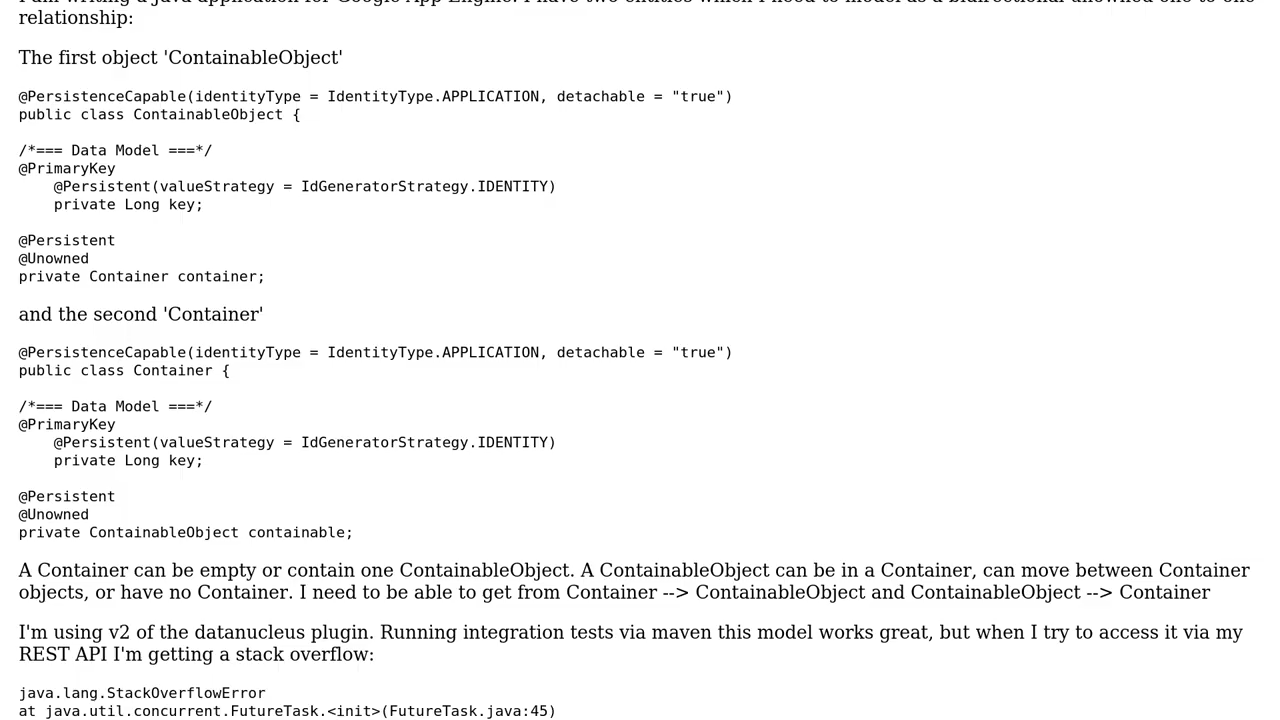 relationship:
The first object 'ContainableObject'
@PersistenceCapable(identityType = IdentityType.APPLICATION, detachable = "true")
public class ContainableObject {
/*=== Data Model ===*/
@PrimaryKey
    @Persistent(valueStrategy = IdGeneratorStrategy.IDENTITY)
    private Long key;
@Persistent
@Unowned
private Container container;
and the second 'Container'
@PersistenceCapable(identityType = IdentityType.APPLICATION, detachable = "true")
public class Container {
/*=== Data Model ===*/
@PrimaryKey
    @Persistent(valueStrategy = IdGeneratorStrategy.IDENTITY)
    private Long key;
@Persistent
@Unowned
private ContainableObject containable;
A Container can be empty or contain one ContainableObject. A ContainableObject can be in a Container, can move between Container
objects, or have no Container. I need to be able to get from Container --> ContainableObject and ContainableObject --> Container
I'm using v2 of the datanucleus plugin. Running integration tests via maven this model works great, but when I try to access it via my
REST API I'm getting a stack overflow:
java.lang.StackOverflowError
at java.util.concurrent.FutureTask.<init>(FutureTask.java:45)